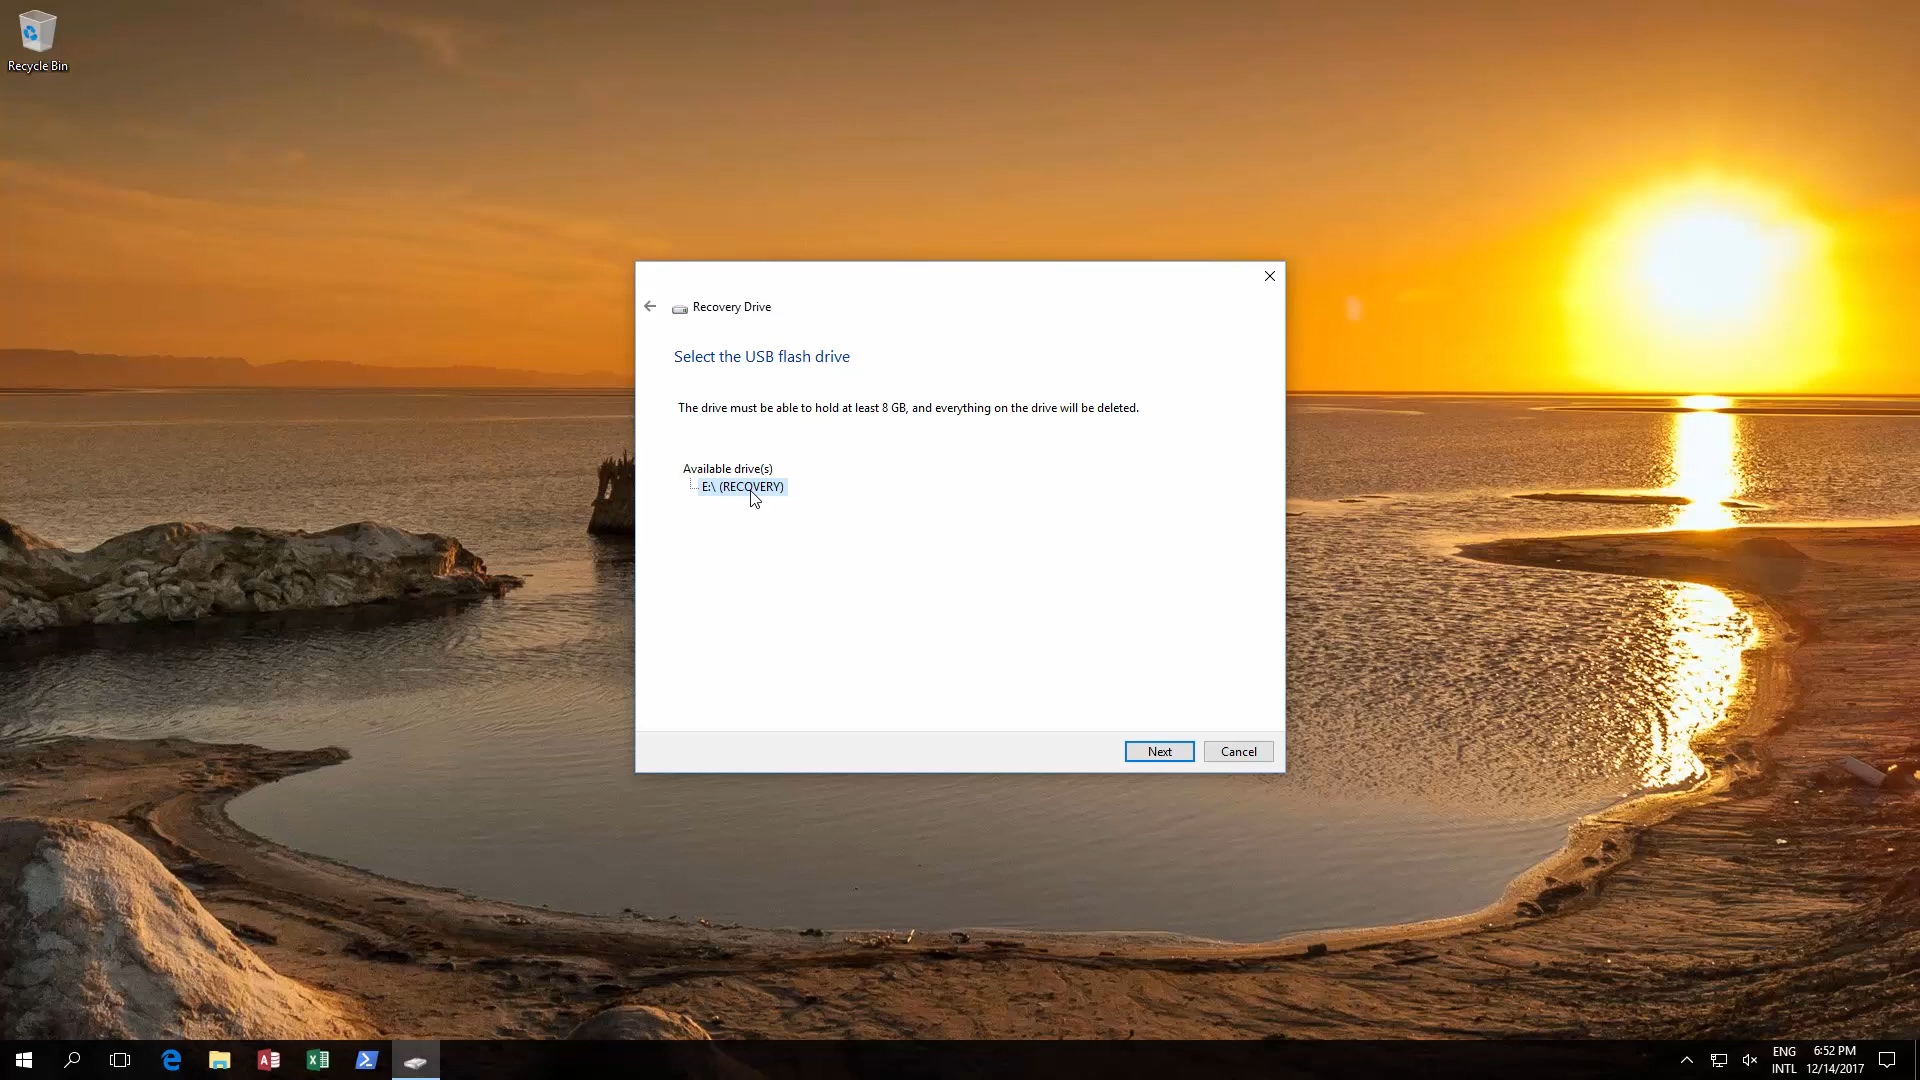 Recycle Bin
Recovery Drive
Select the USB flash drive
The drive must be able to hold at least 8 GB, and everything on the drive will be deleted.
Available drive(s)
E:\ (RECOVERY)
Next
Cancel
ENG
INTL
6:52 PM
12/14/2017